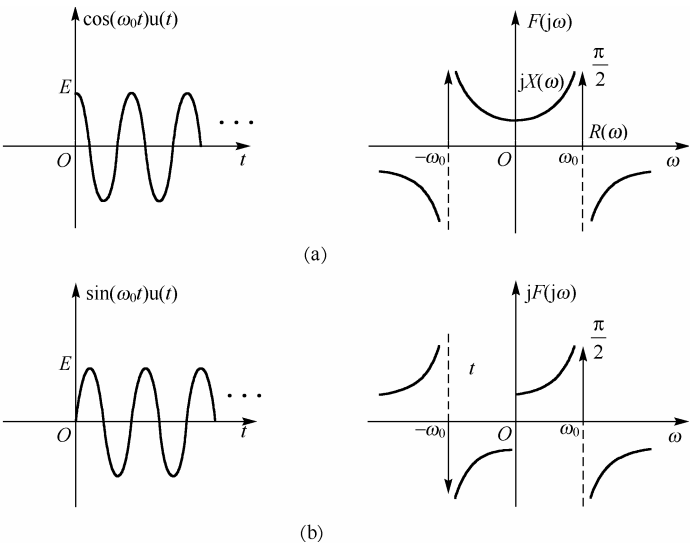 cos(ω₀t)u(t)
E
O
t
· · ·
F(jω)
jX(ω)
π/2
R(ω)
−ω₀
O
ω₀
ω
(a)
sin(ω₀t)u(t)
E
O
t
· · ·
jF(jω)
π/2
t
−ω₀
O
ω₀
ω
(b)